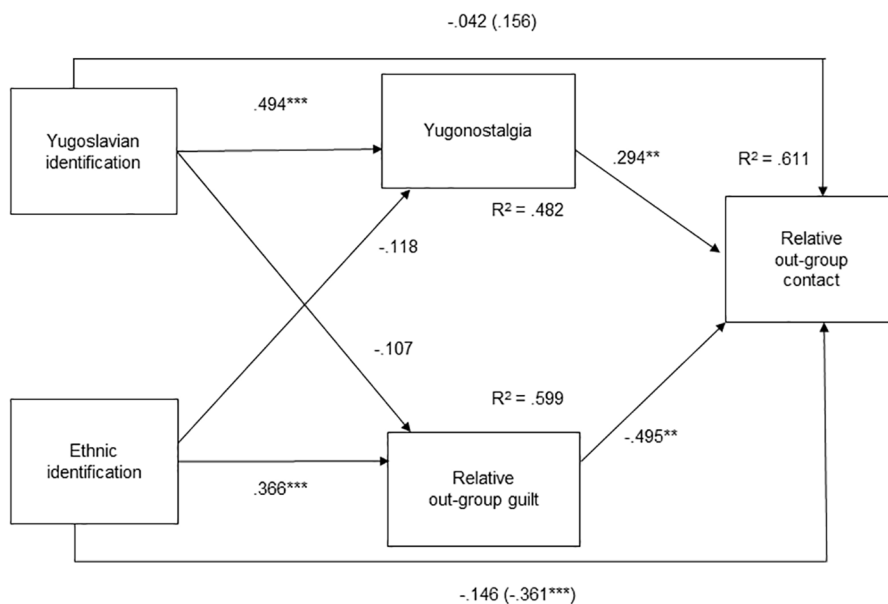 -.042 (.156)
.494***
Yugoslavian
identification
Yugonostalgia
.294**
R² = .611
R² = .482
-.118
Relative
out-group
contact
-.107
R² = .599
Ethnic
identification
-.495**
.366***
Relative
out-group guilt
-.146 (-.361***)